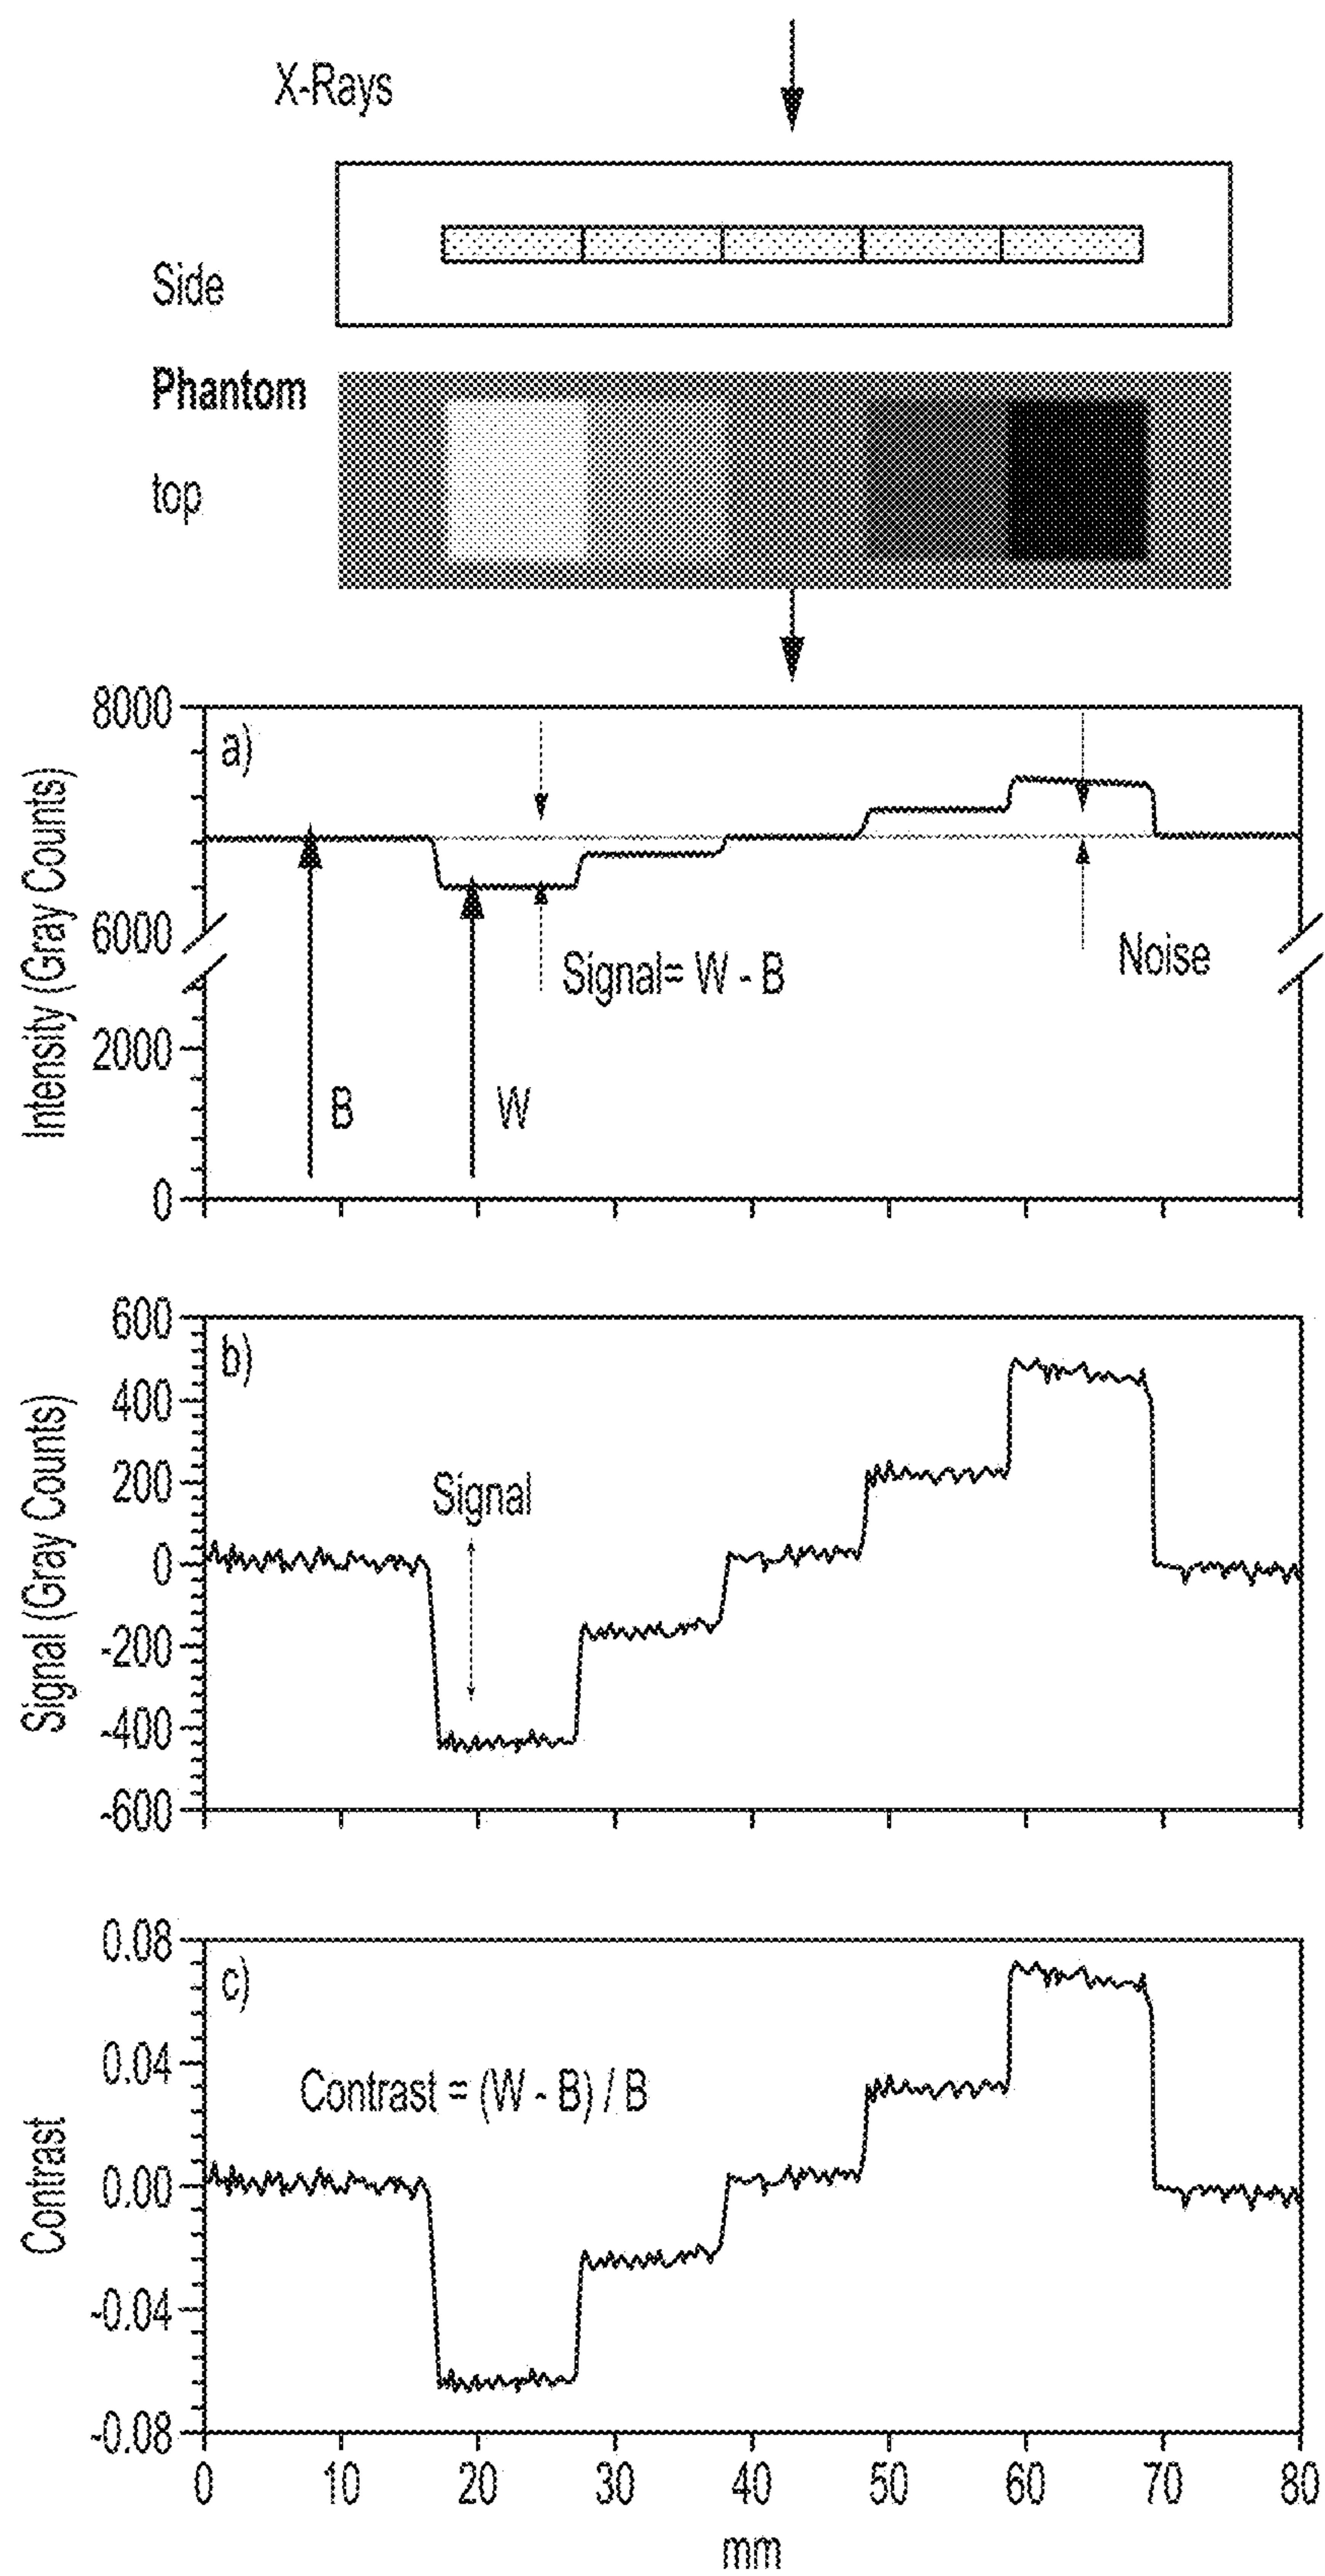 X-Rays
Side
Phantom
top
8000
a)
6000
Signal= W - B
Noise
2000
B
W
0
Intensity (Gray Counts)
600
b)
400
200
Signal
0
-200
-400
-600
Signal (Gray Counts)
0.08
c)
0.04
Contrast = (W - B) / B
0.00
-0.04
-0.08
Contrast
0 10 20 30 40 50 60 70 80
mm